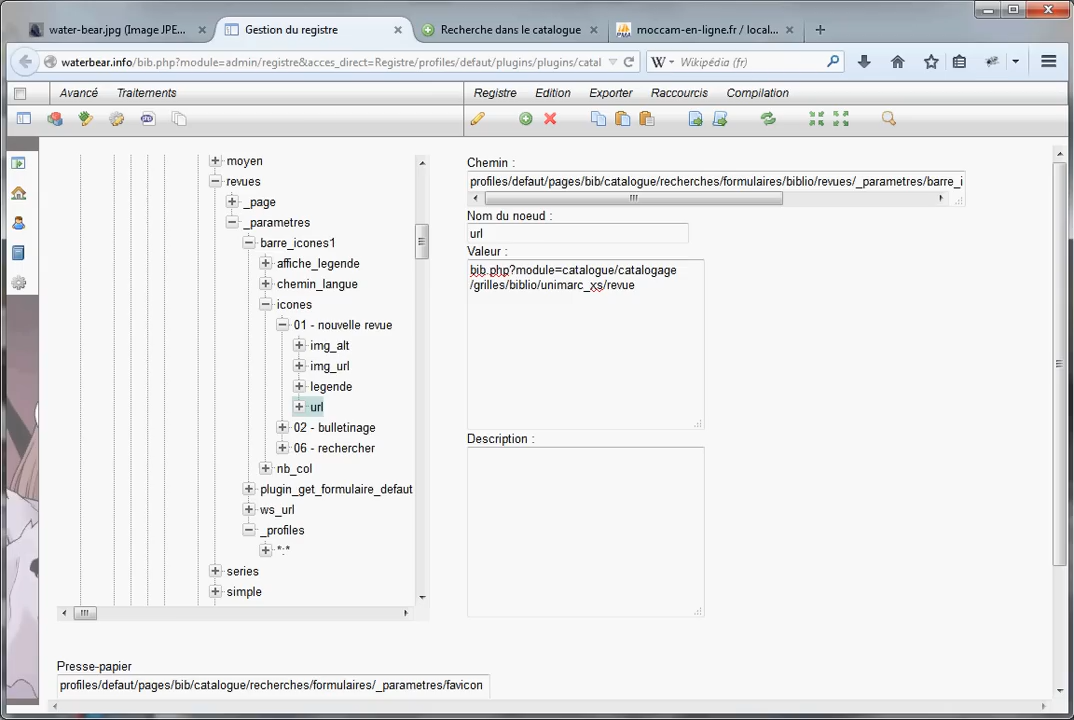 water-bear.jpg (Image JPE...
Gestion du registre
Recherche dans le catalogue
moccam-en-ligne.fr / local...
waterbear.info/bib.php?module=admin/registre&acces_direct=Registre/profiles/defaut/plugins/plugins/catal
Wikipédia (fr)
Avancé Traitements
Registre Edition Exporter Raccourcis Compilation
moyen
revues
_page
_parametres
barre_icones1
affiche_legende
chemin_langue
icones
01 - nouvelle revue
img_alt
img_url
legende
url
02 - bulletinage
06 - rechercher
nb_col
plugin_get_formulaire_defaut
ws_url
_profiles
*:*
series
simple
Chemin :
profiles/defaut/pages/bib/catalogue/recherches/formulaires/biblio/revues/_parametres/barre_i
Nom du noeud :
url
Valeur :
bib.php?module=catalogue/catalogage
/grilles/biblio/unimarc_xs/revue
Description :
Presse-papier
profiles/defaut/pages/bib/catalogue/recherches/formulaires/_parametres/favicon